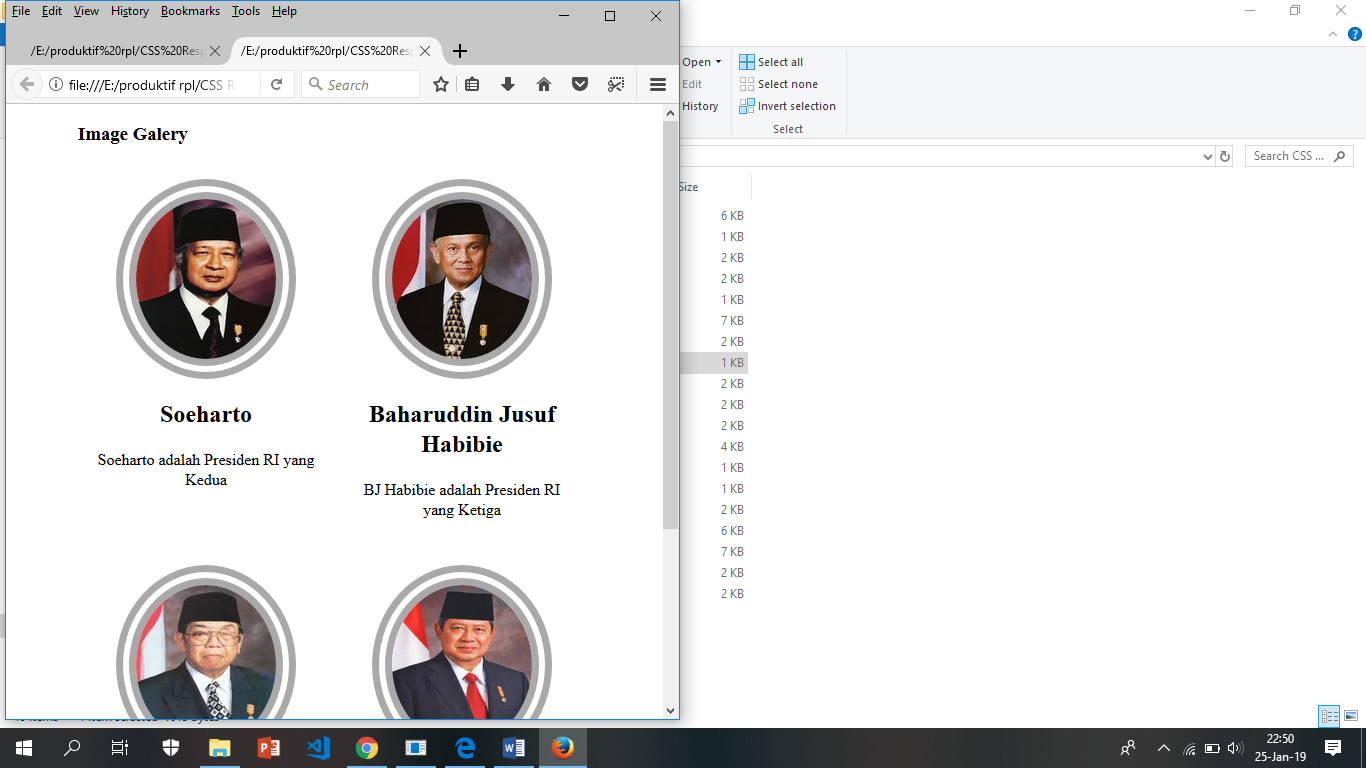 File Edit View History Bookmarks Tools Help
/E:/produktif%20rpl/CSS%20Res
/E:/produktif%20rpl/CSS%20Resp
file:///E:/produktif rpl/CSS R
Search
Image Galery
Soeharto
Soeharto adalah Presiden RI yang
Kedua
Baharuddin Jusuf
Habibie
BJ Habibie adalah Presiden RI
yang Ketiga
Open
Edit
History
Select all
Select none
Invert selection
Select
Search CSS ...
Size
6 KB
1 KB
2 KB
2 KB
1 KB
7 KB
2 KB
1 KB
2 KB
2 KB
2 KB
4 KB
1 KB
1 KB
2 KB
6 KB
7 KB
2 KB
2 KB
22:50
25-Jan-19